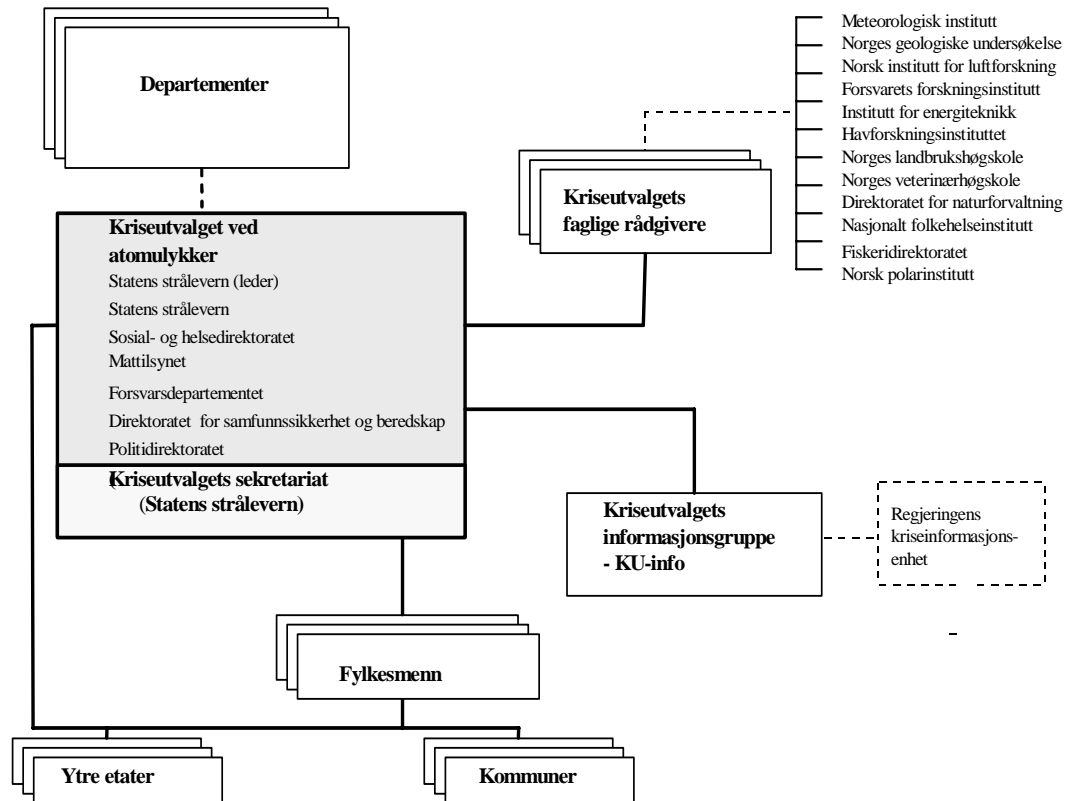 Departementer
Meteorologisk institutt
Norges geologiske undersøkelse
Norsk institutt for luftforskning
Forsvarets forskningsinstitutt
Institutt for energiteknikk
Havforskningsinstituttet
Norges landbrukshøgskole
Norges veterinærhøgskole
Direktoratet for naturforvaltning
Nasjonalt folkehelseinstitutt
Fiskeridirektoratet
Norsk polarinstitutt
Kriseutvalgets
faglige rådgivere
Kriseutvalget ved
atomulykker
Statens strålevern (leder)
Statens strålevern
Sosial- og helsedirektoratet
Mattilsynet
Forsvarsdepartementet
Direktoratet for samfunnssikkerhet og beredskap
Politidirektoratet
(Kriseutvalgets sekretariat
(Statens strålevern)
Kriseutvalgets
informasjonsgruppe
- KU-info
Regjeringens
kriseinformasjons-
enhet
-
Fylkesmenn
Ytre etater
Kommuner